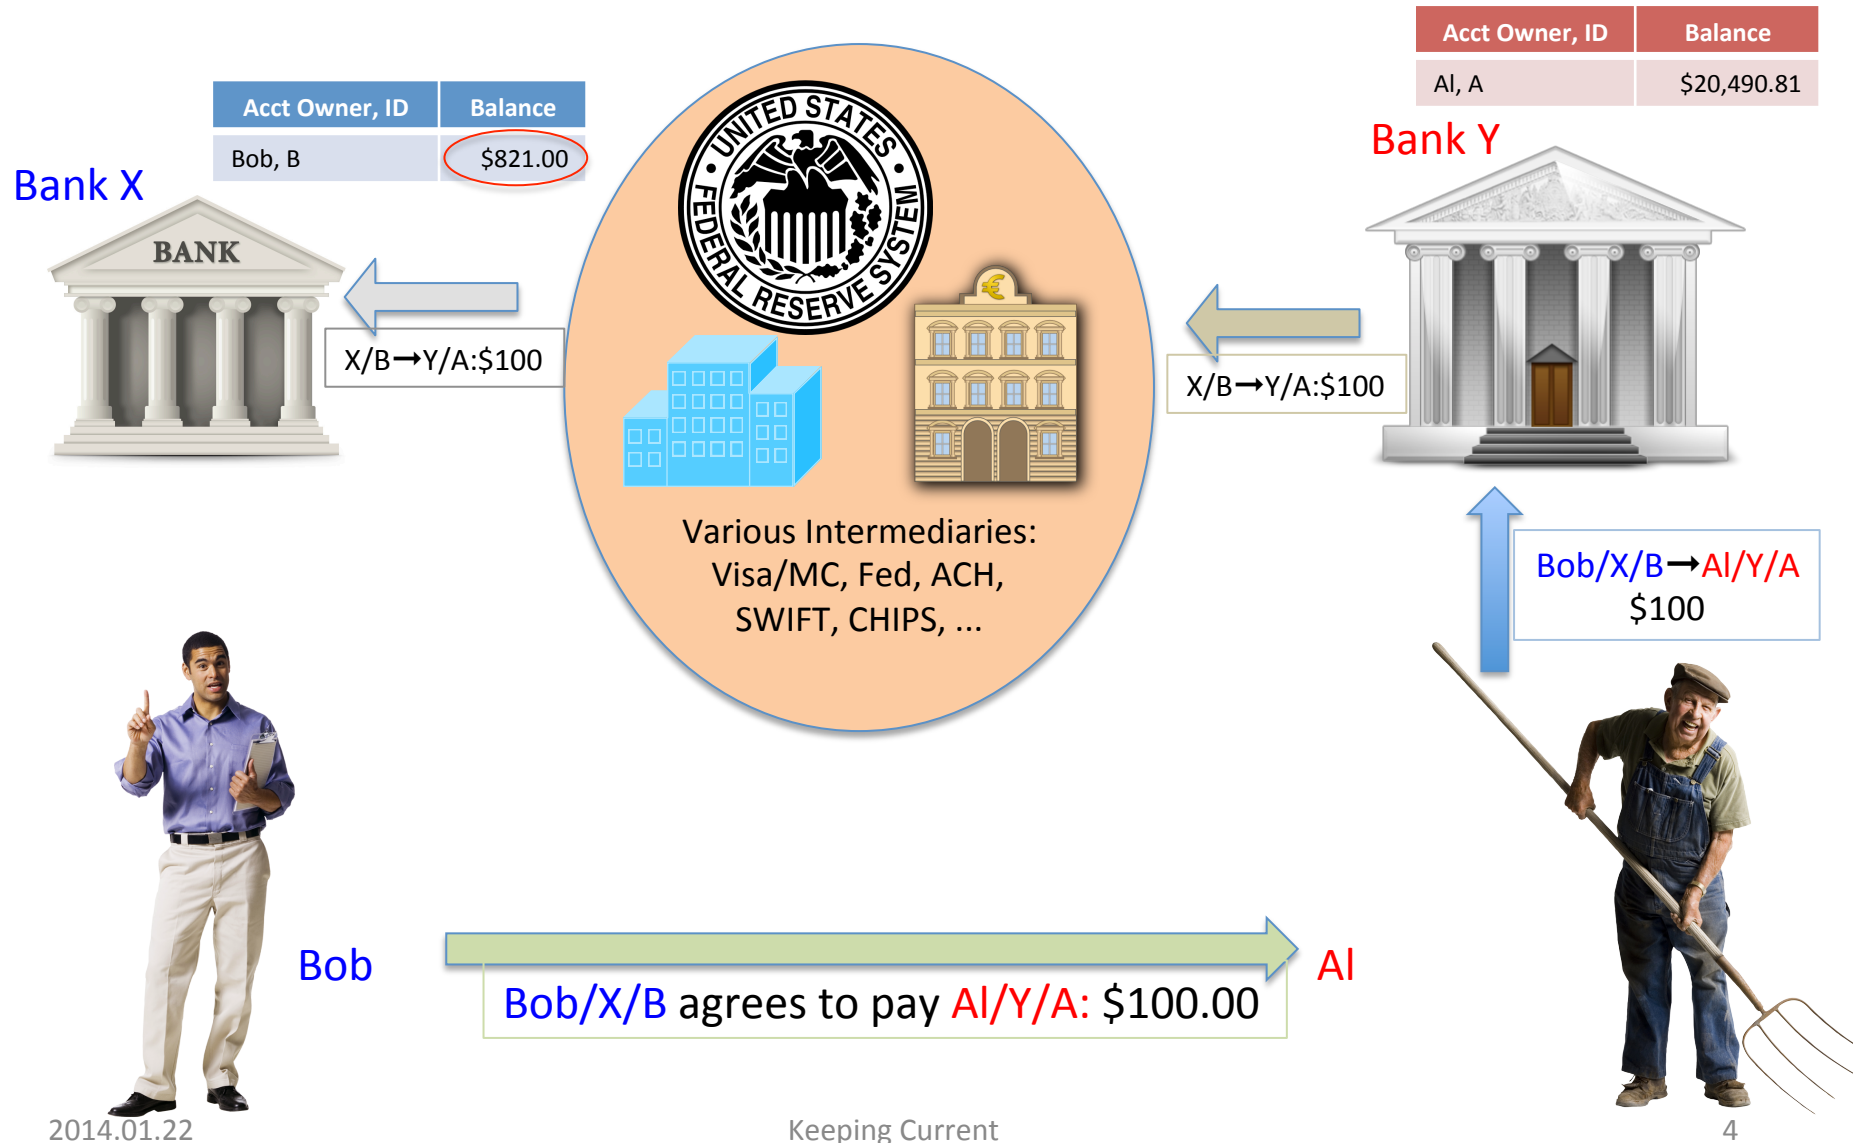 Acct Owner, ID Balance
Al, A $20,490.81
Acct Owner, ID Balance
Bob, B $821.00
Bank X
Bank Y
BANK
UNITED STATES
FEDERAL RESERVE SYSTEM
€
X/B→Y/A:$100
X/B→Y/A:$100
Various Intermediaries:
Visa/MC, Fed, ACH,
SWIFT, CHIPS, ...
Bob/X/B→Al/Y/A
$100
Bob
Al
Bob/X/B agrees to pay Al/Y/A: $100.00
2014.01.22
Keeping Current
4